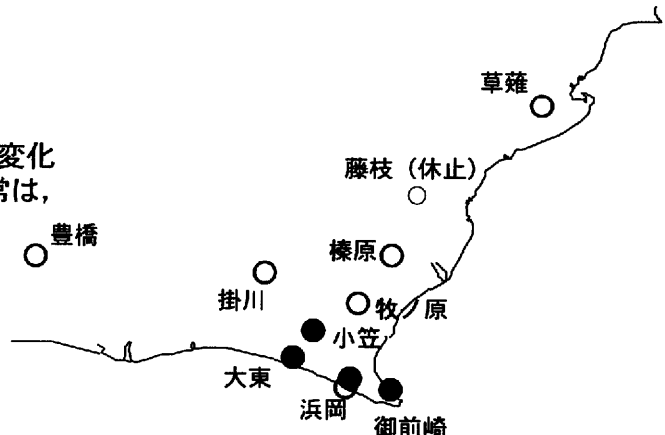 草薙
変化
常は，
藤枝（休止）
豊橋
榛原
掛川
牧ノ原
小笠
大東
浜岡
御前崎